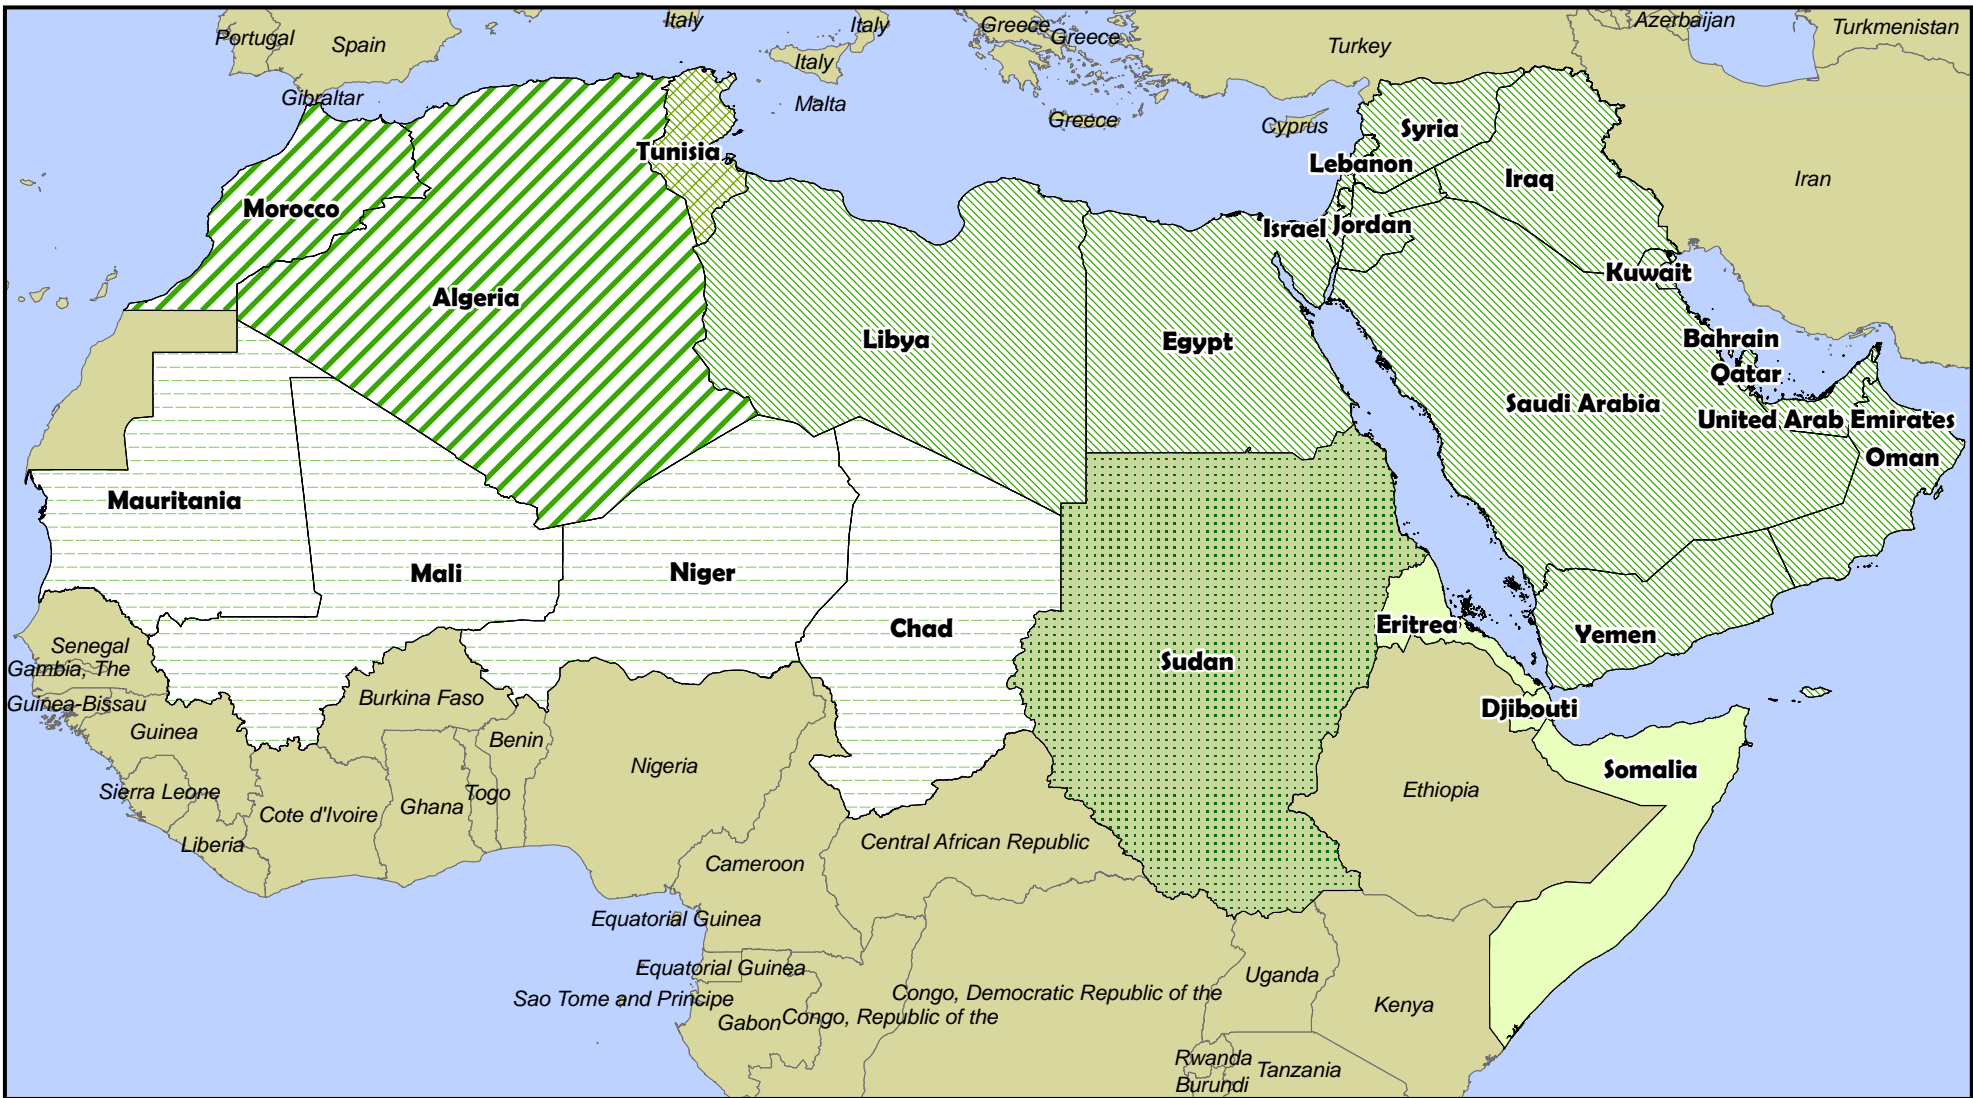 Italy
Italy
Greece
Azerbaijan
Turkmenistan
Portugal
Spain
Greece
Turkey
Italy
Gibraltar
Malta
Greece
Cyprus
Syria
Tunisia
Lebanon
Iraq
Iran
Morocco
Israel
Jordan
Kuwait
Algeria
Libya
Egypt
Bahrain
Qatar
Saudi Arabia
United Arab Emirates
Oman
Mauritania
Mali
Niger
Chad
Eritrea
Yemen
Senegal
Sudan
Gambia, The
Burkina Faso
Guinea-Bissau
Djibouti
Guinea
Benin
Nigeria
Somalia
Sierra Leone
Togo
Ethiopia
Ghana
Cote d'Ivoire
Liberia
Central African Republic
Cameroon
Equatorial Guinea
Equatorial Guinea
Uganda
Sao Tome and Principe
Congo, Democratic Republic of the
Kenya
Gabon
Congo, Republic of the
Rwanda
Tanzania
Burundi